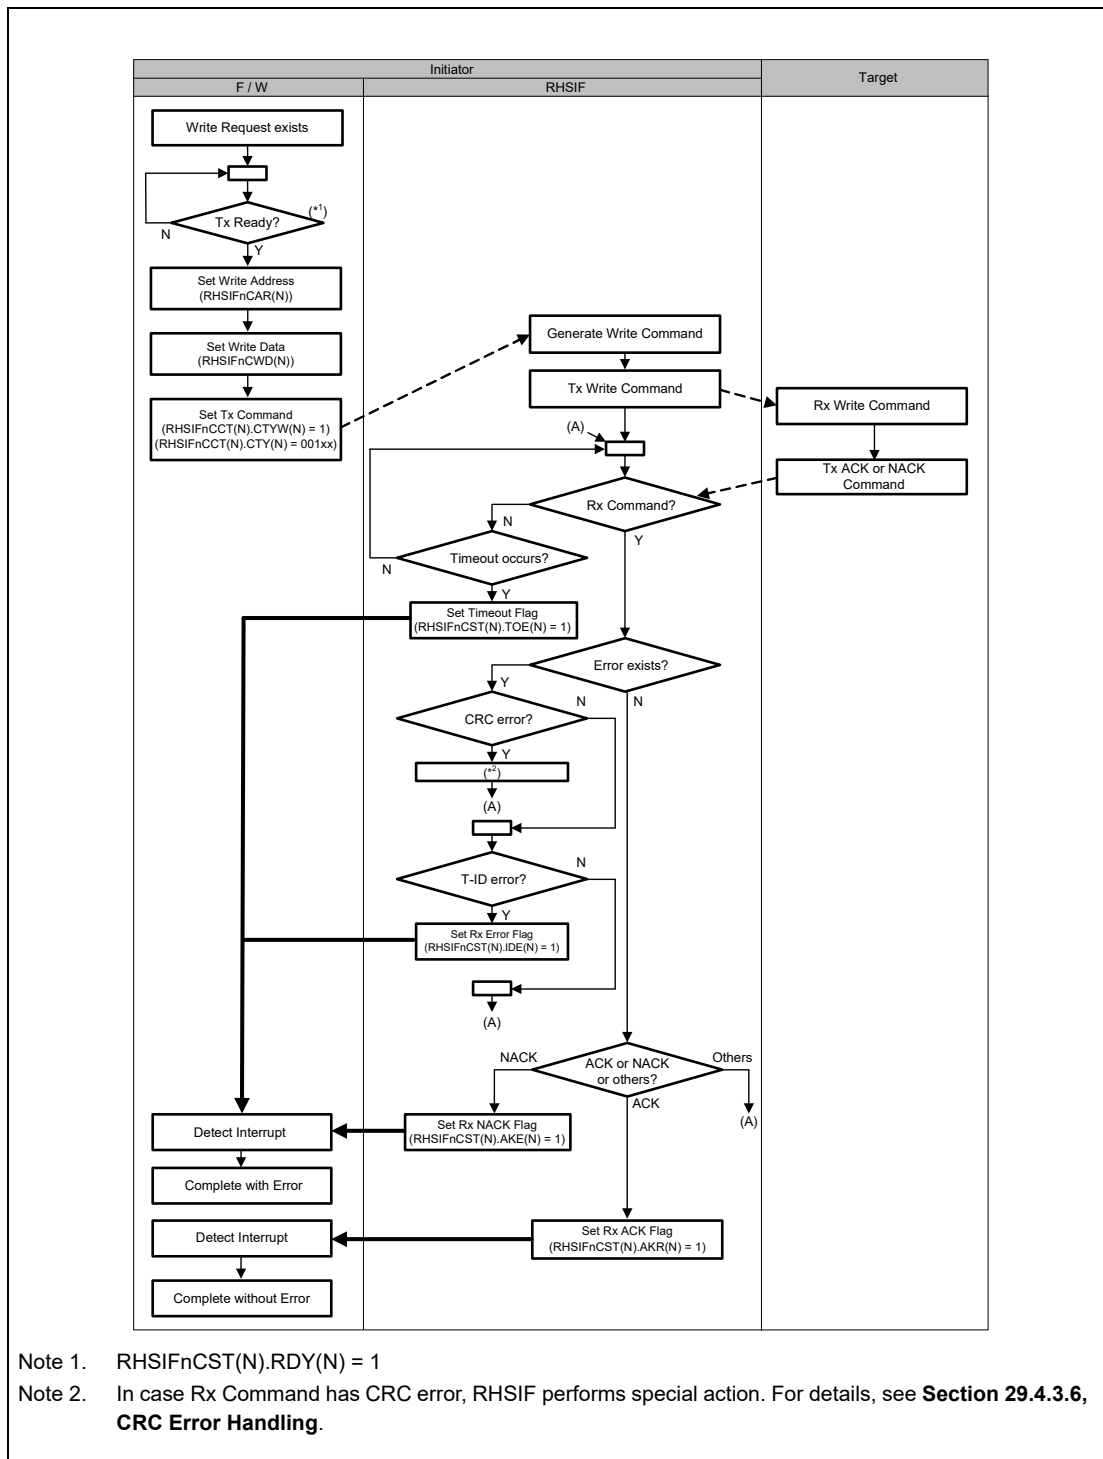 Initiator
Target
F / W
RHSIF
Write Request exists
Tx Ready?
(*1)
N
Y
Set Write Address
(RHSIFnCAR(N))
Set Write Data
(RHSIFnCWD(N))
Set Tx Command
(RHSIFnCCT(N).CTYW(N) = 1)
(RHSIFnCCT(N).CTY(N) = 001xx)
Generate Write Command
Tx Write Command
Rx Write Command
(A)
Tx ACK or NACK
Command
Rx Command?
N
Y
Timeout occurs?
N
Y
Set Timeout Flag
(RHSIFnCST(N).TOE(N) = 1)
Error exists?
Y
N
CRC error?
N
Y
(*2)
(A)
T-ID error?
N
Y
Set Rx Error Flag
(RHSIFnCST(N).IDE(N) = 1)
(A)
ACK or NACK
or others?
NACK
Others
ACK
(A)
Set Rx NACK Flag
(RHSIFnCST(N).AKE(N) = 1)
Detect Interrupt
Complete with Error
Set Rx ACK Flag
(RHSIFnCST(N).AKR(N) = 1)
Detect Interrupt
Complete without Error
Note 1. RHSIFnCST(N).RDY(N) = 1
Note 2. In case Rx Command has CRC error, RHSIF performs special action. For details, see Section 29.4.3.6,
CRC Error Handling.